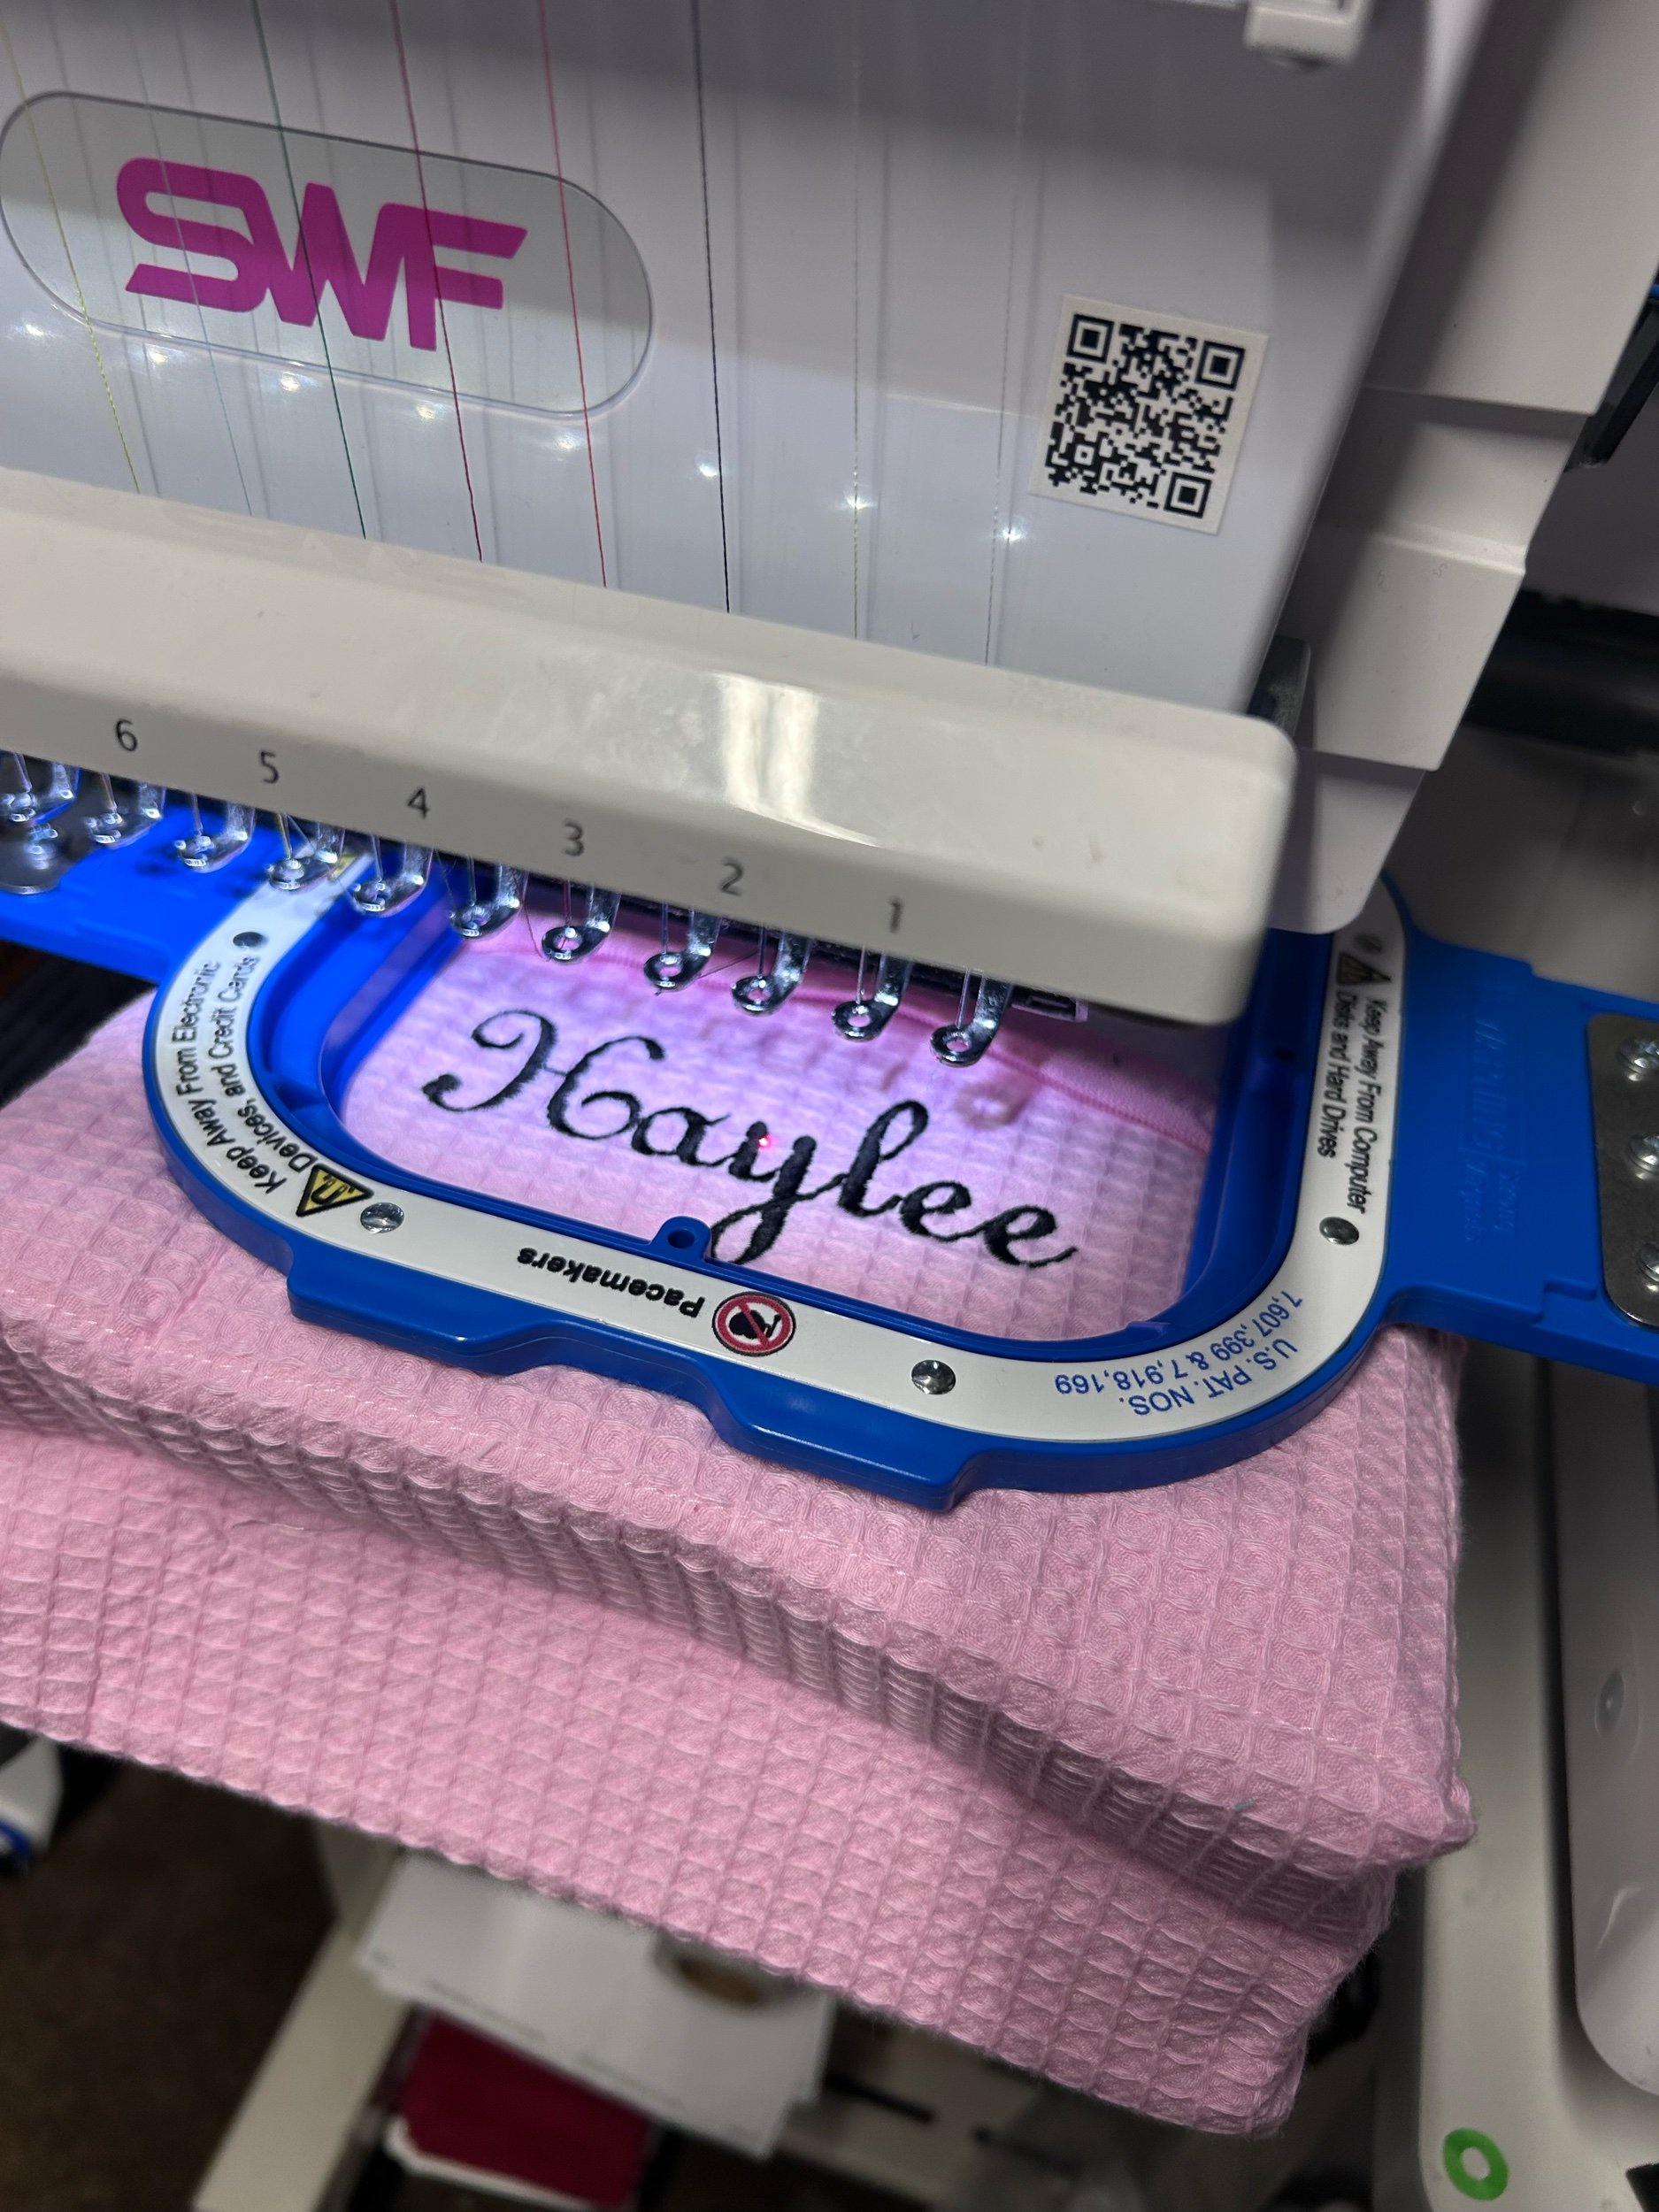 SWF
6
5
4
3
2
1
Haylee
Keep Away From Electronic
Devices, and Credit Cards
Keep Away From Computer
Disks and Hard Drives
Pacemakers
U.S. PAT. NOS.
7,607,399 & 7,918,169